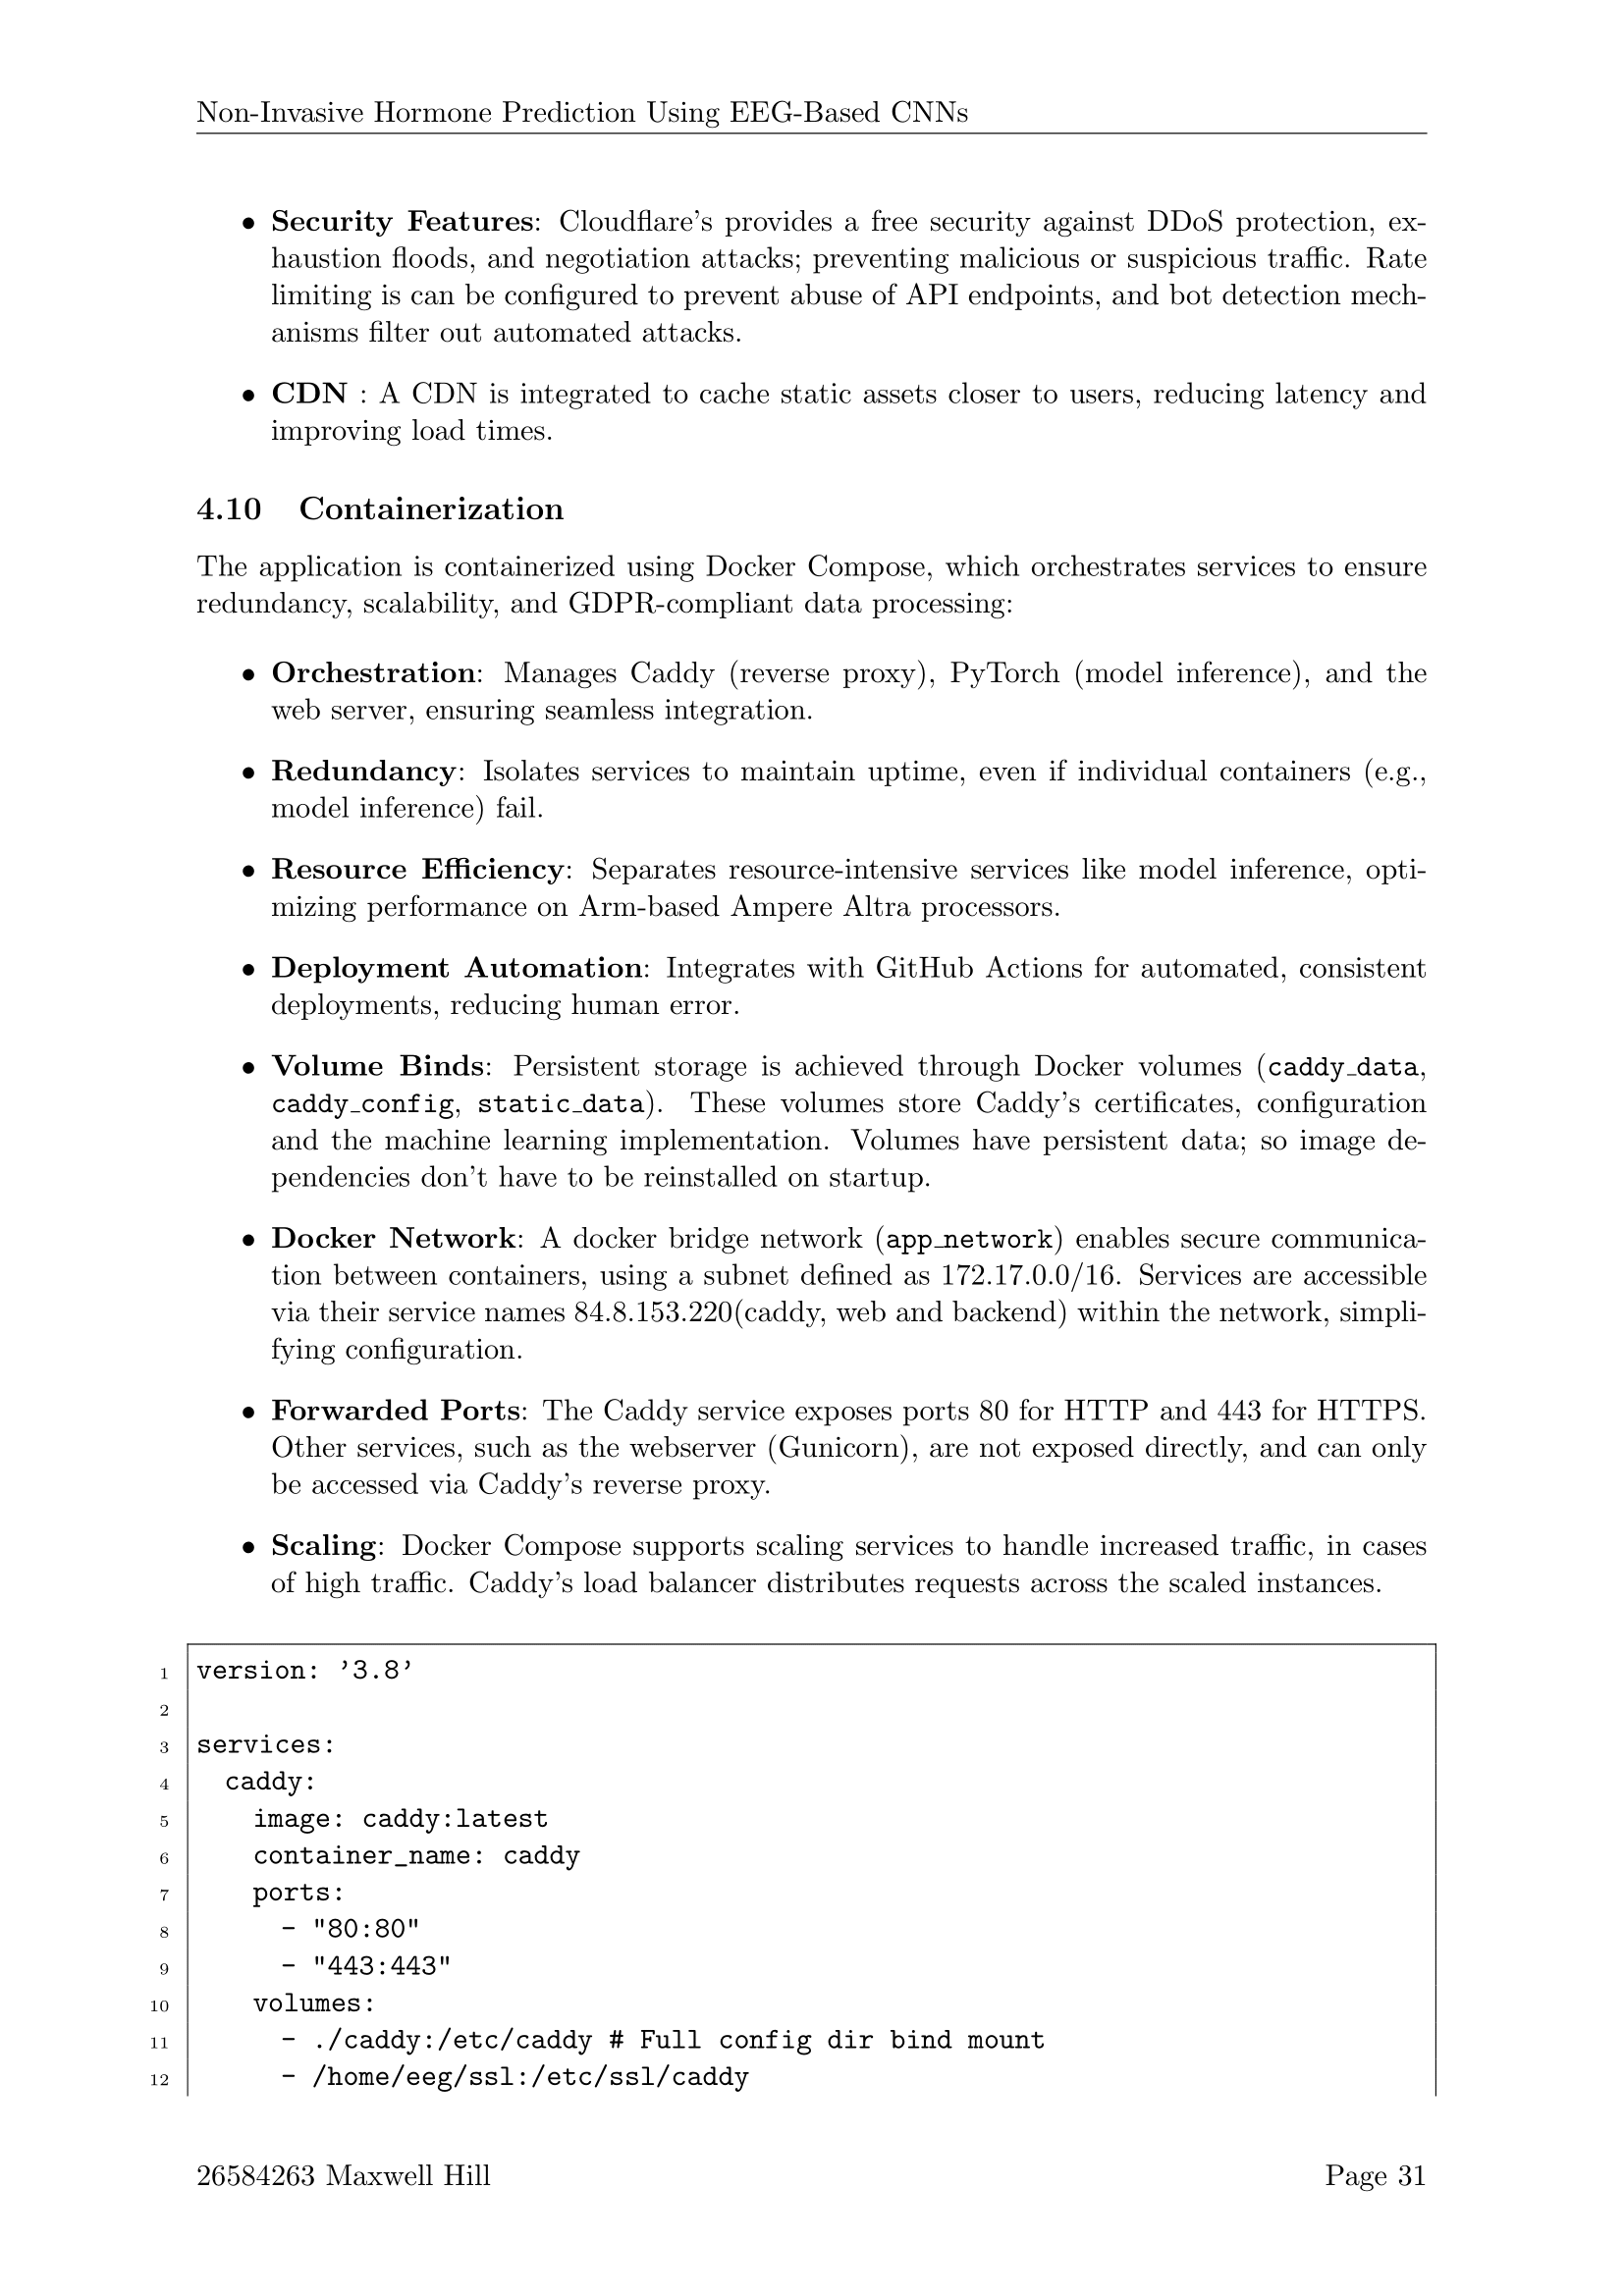 Non-Invasive Hormone Prediction Using EEG-Based CNNs
• Security Features: Cloudflare's provides a free security against DDoS protection, ex-
haustion floods, and negotiation attacks; preventing malicious or suspicious traffic. Rate
limiting is can be configured to prevent abuse of API endpoints, and bot detection mech-
anisms filter out automated attacks.
• CDN : A CDN is integrated to cache static assets closer to users, reducing latency and
improving load times.
4.10 Containerization
The application is containerized using Docker Compose, which orchestrates services to ensure
redundancy, scalability, and GDPR-compliant data processing:
• Orchestration: Manages Caddy (reverse proxy), PyTorch (model inference), and the
web server, ensuring seamless integration.
• Redundancy: Isolates services to maintain uptime, even if individual containers (e.g.,
model inference) fail.
• Resource Efficiency: Separates resource-intensive services like model inference, opti-
mizing performance on Arm-based Ampere Altra processors.
• Deployment Automation: Integrates with GitHub Actions for automated, consistent
deployments, reducing human error.
• Volume Binds: Persistent storage is achieved through Docker volumes (caddy_data,
caddy_config, static_data). These volumes store Caddy's certificates, configuration
and the machine learning implementation. Volumes have persistent data; so image de-
pendencies don't have to be reinstalled on startup.
• Docker Network: A docker bridge network (app_network) enables secure communica-
tion between containers, using a subnet defined as 172.17.0.0/16. Services are accessible
via their service names 84.8.153.220(caddy, web and backend) within the network, simpli-
fying configuration.
• Forwarded Ports: The Caddy service exposes ports 80 for HTTP and 443 for HTTPS.
Other services, such as the webserver (Gunicorn), are not exposed directly, and can only
be accessed via Caddy's reverse proxy.
• Scaling: Docker Compose supports scaling services to handle increased traffic, in cases
of high traffic. Caddy's load balancer distributes requests across the scaled instances.
1 version: '3.8'
2
3 services:
4   caddy:
5     image: caddy:latest
6     container_name: caddy
7     ports:
8       - "80:80"
9       - "443:443"
10     volumes:
11       - ./caddy:/etc/caddy # Full config dir bind mount
12       - /home/eeg/ssl:/etc/ssl/caddy
26584263 Maxwell Hill
Page 31